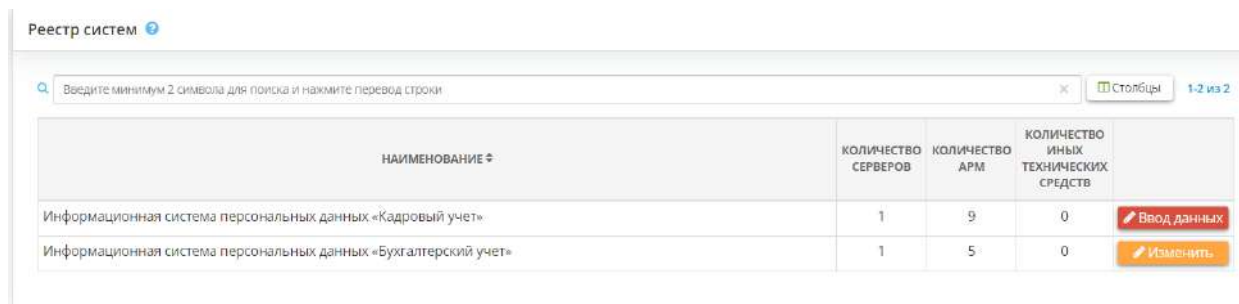 Реестр систем ?
Введите минимум 2 символа для поиска и нажмите перевод строки × Столбцы 1-2 из 2
НАИМЕНОВАНИЕ
КОЛИЧЕСТВО СЕРВЕРОВ
КОЛИЧЕСТВО АРМ
КОЛИЧЕСТВО ИНЫХ ТЕХНИЧЕСКИХ СРЕДСТВ
Информационная система персональных данных «Кадровый учет» 1 9 0 Ввод данных
Информационная система персональных данных «Бухгалтерский учет» 1 5 0 Изменить